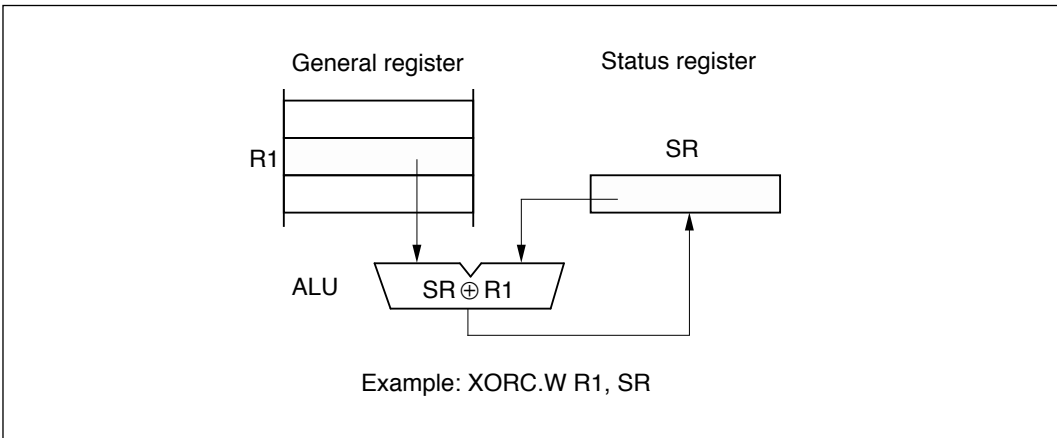 General register
Status register
R1
SR
ALU
SR ⊕ R1
Example: XORC.W R1, SR